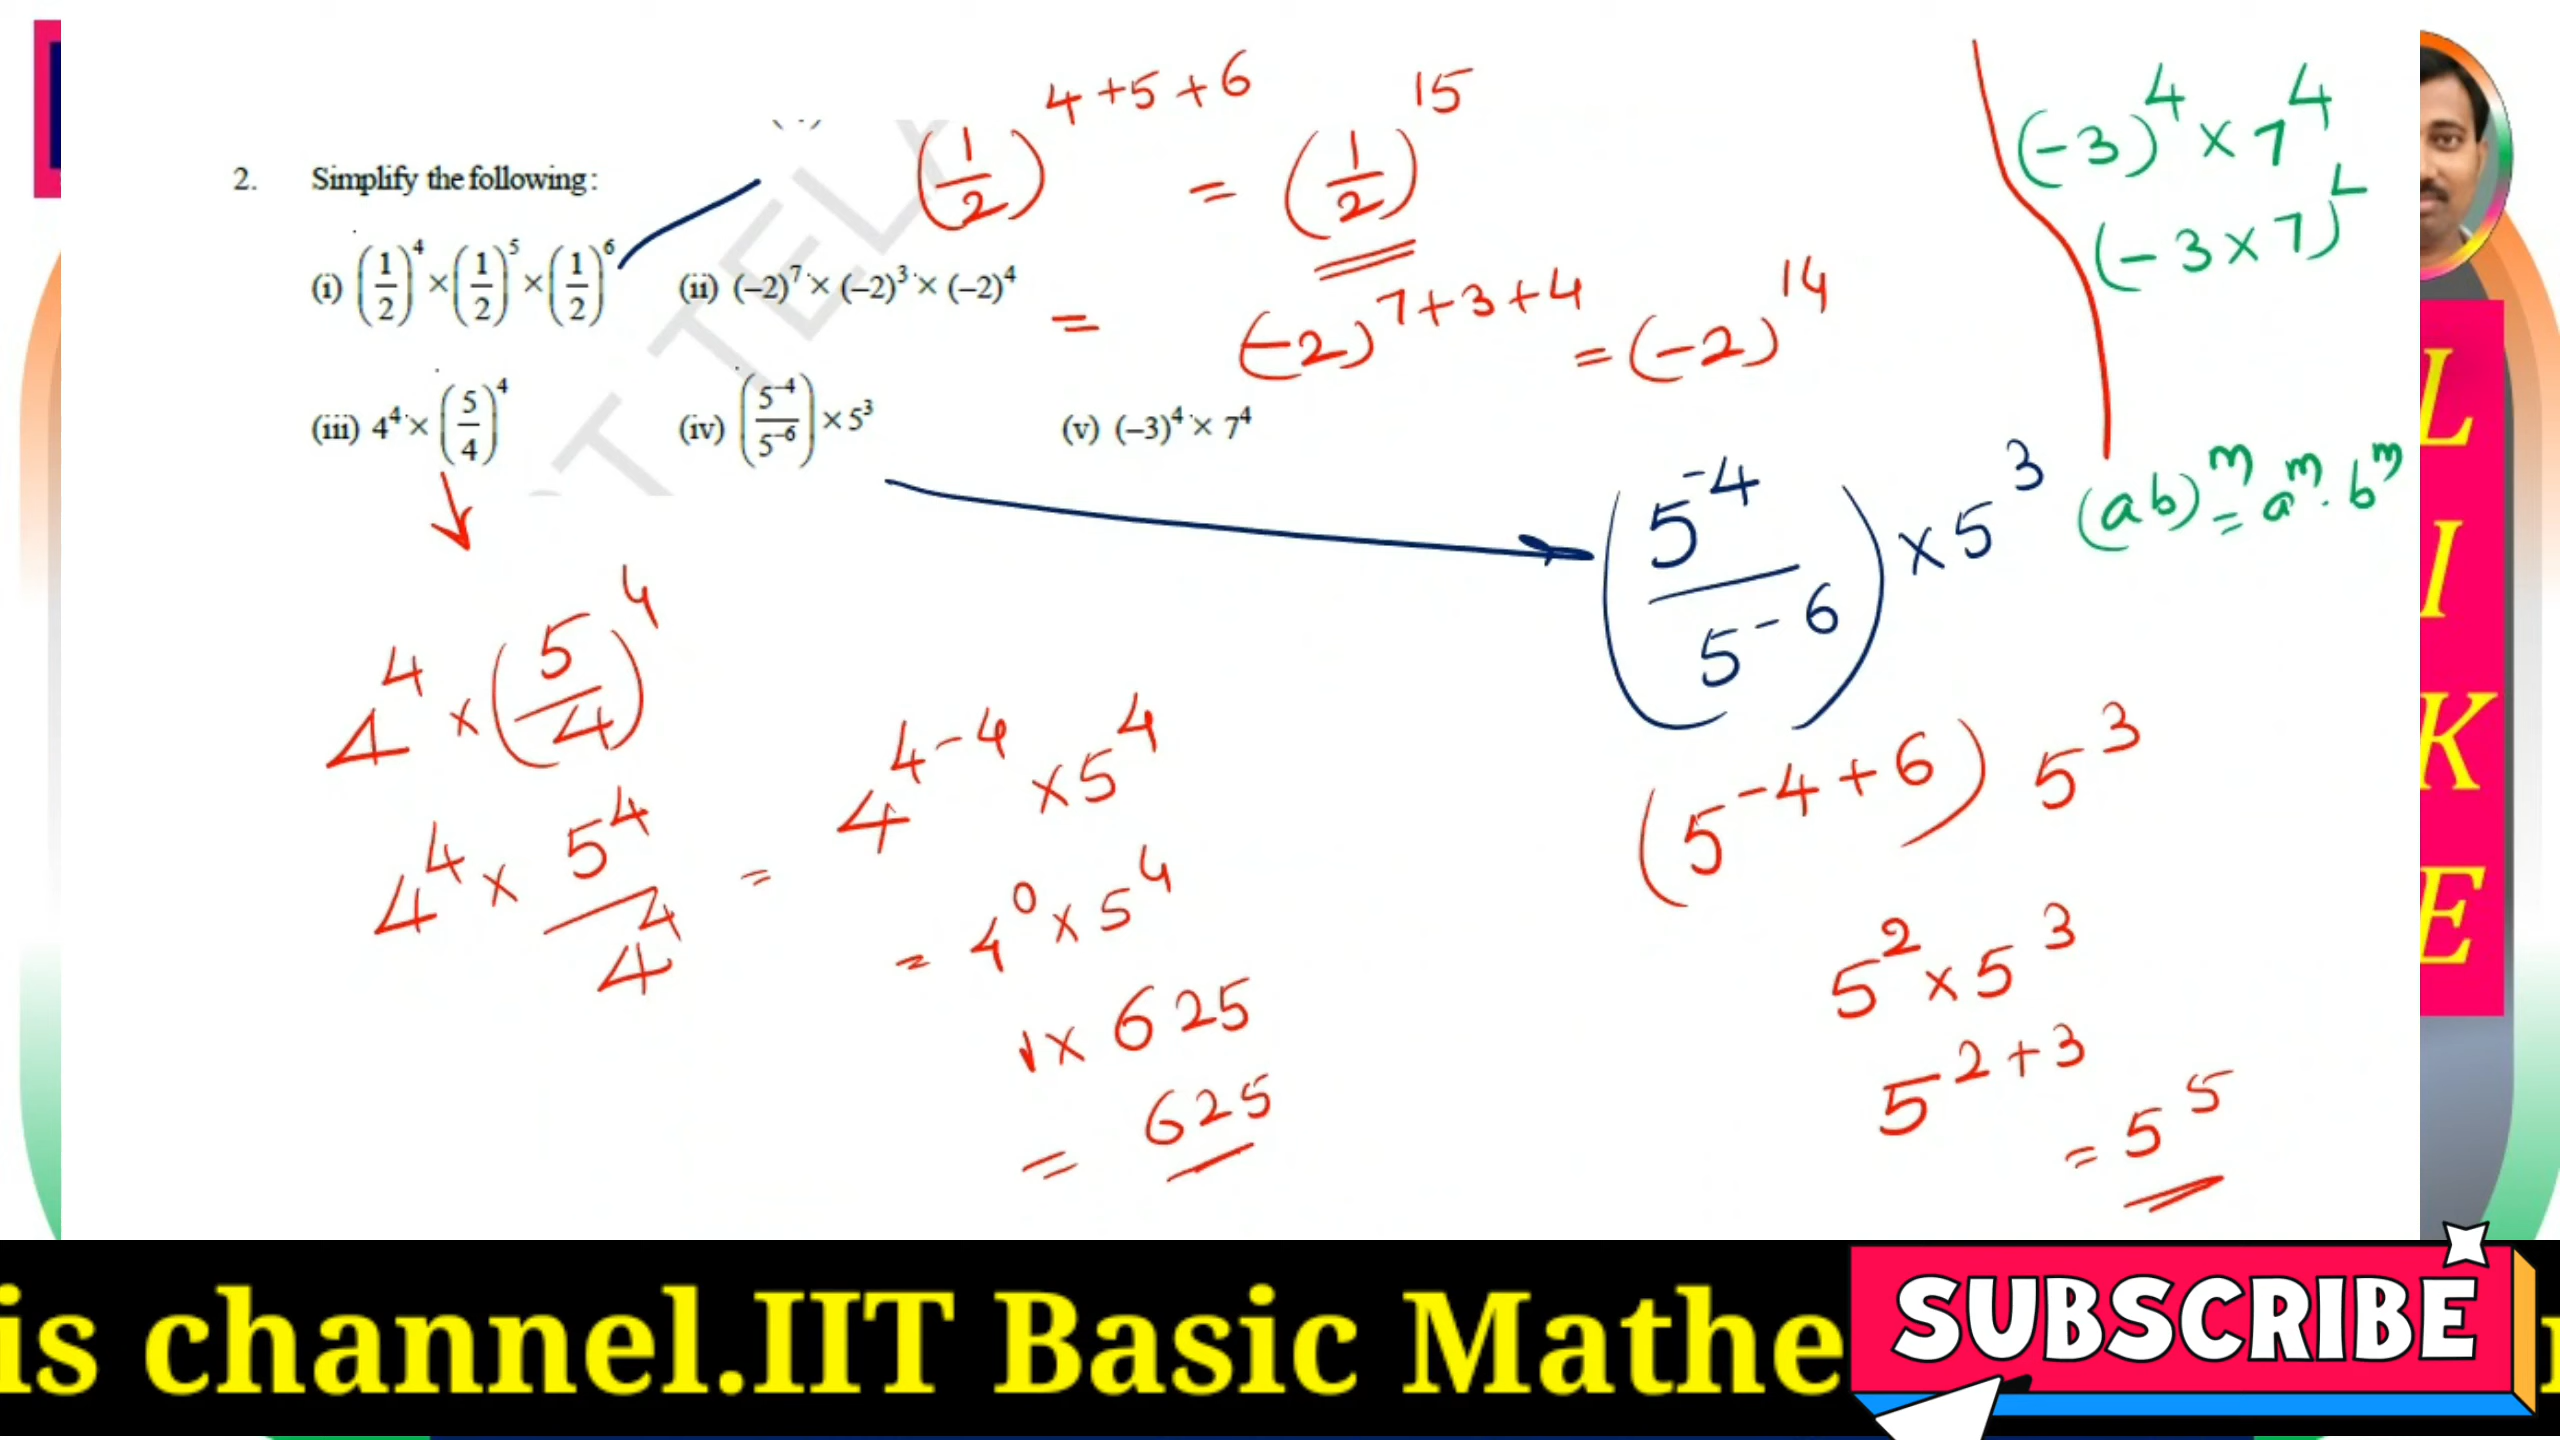 2. Simplify the following:
(i) (1/2)^4 × (1/2)^5 × (1/2)^6
(1/2)^4+5+6 = (1/2)^15
(ii) (–2)^7 × (–2)^3 × (–2)^4
= (-2)^7+3+4 = (-2)^14
(iii) 4^4 × (5/4)^4
(iv) (5^–4/5^–6) × 5^3
(v) (–3)^4 × 7^4
4^4 × (5/4)^4
4^4 × 5^4/4^4 = 4^4-4 × 5^4
= 4^0 × 5^4
1 × 625
= 625
(5^-4/5^-6) × 5^3
(5^-4+6) 5^3
5^2 × 5^3
5^2+3
= 5^5
(-3)^4 × 7^4
(-3×7)
(ab)^m = a^m . b^m
L
I
K
E
is channel.IIT Basic Mathe
SUBSCRIBE